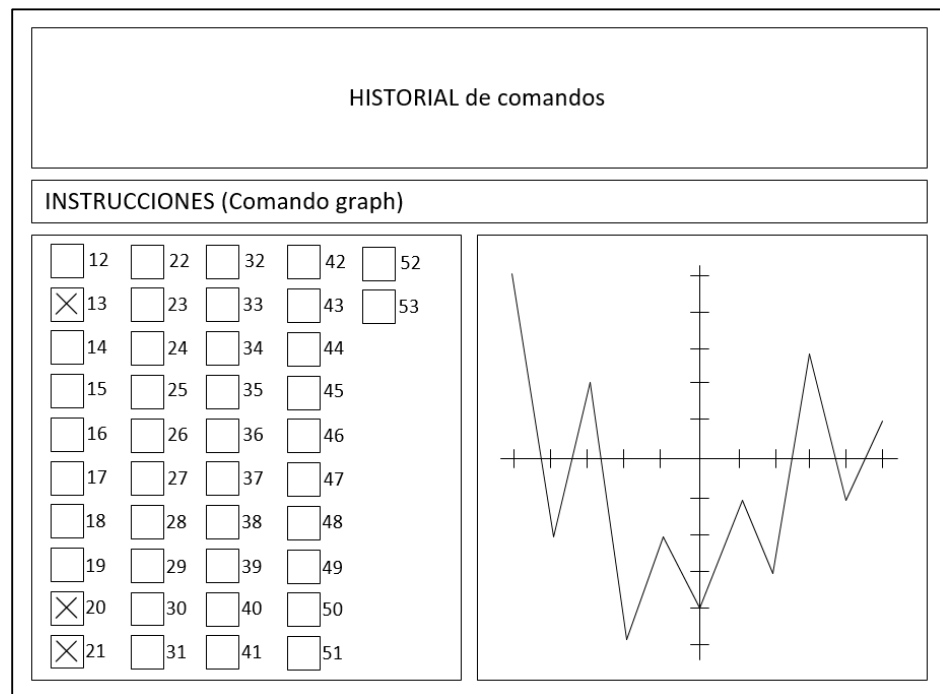 HISTORIAL de comandos
INSTRUCCIONES (Comando graph)
12 22 32 42 52
13 23 33 43 53
14 24 34 44
15 25 35 45
16 26 36 46
17 27 37 47
18 28 38 48
19 29 39 49
20 30 40 50
21 31 41 51